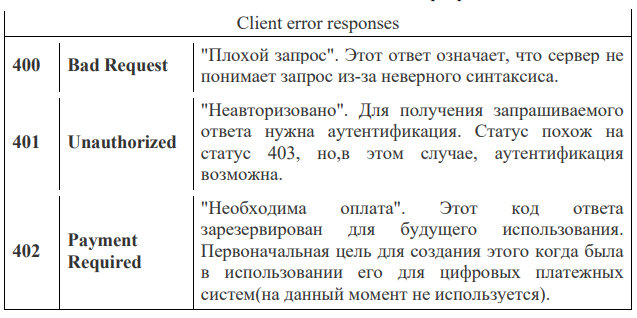 Client error responses
400 Bad Request "Плохой запрос". Этот ответ означает, что сервер не
понимает запрос из-за неверного синтаксиса.
401 Unauthorized "Неавторизовано". Для получения запрашиваемого
ответа нужна аутентификация. Статус похож на
статус 403, но,в этом случае, аутентификация
возможна.
402 Payment Required "Необходима оплата". Этот код ответа
зарезервирован для будущего использования.
Первоначальная цель для создания этого когда была
в использовании его для цифровых платежных
систем(на данный момент не используется).